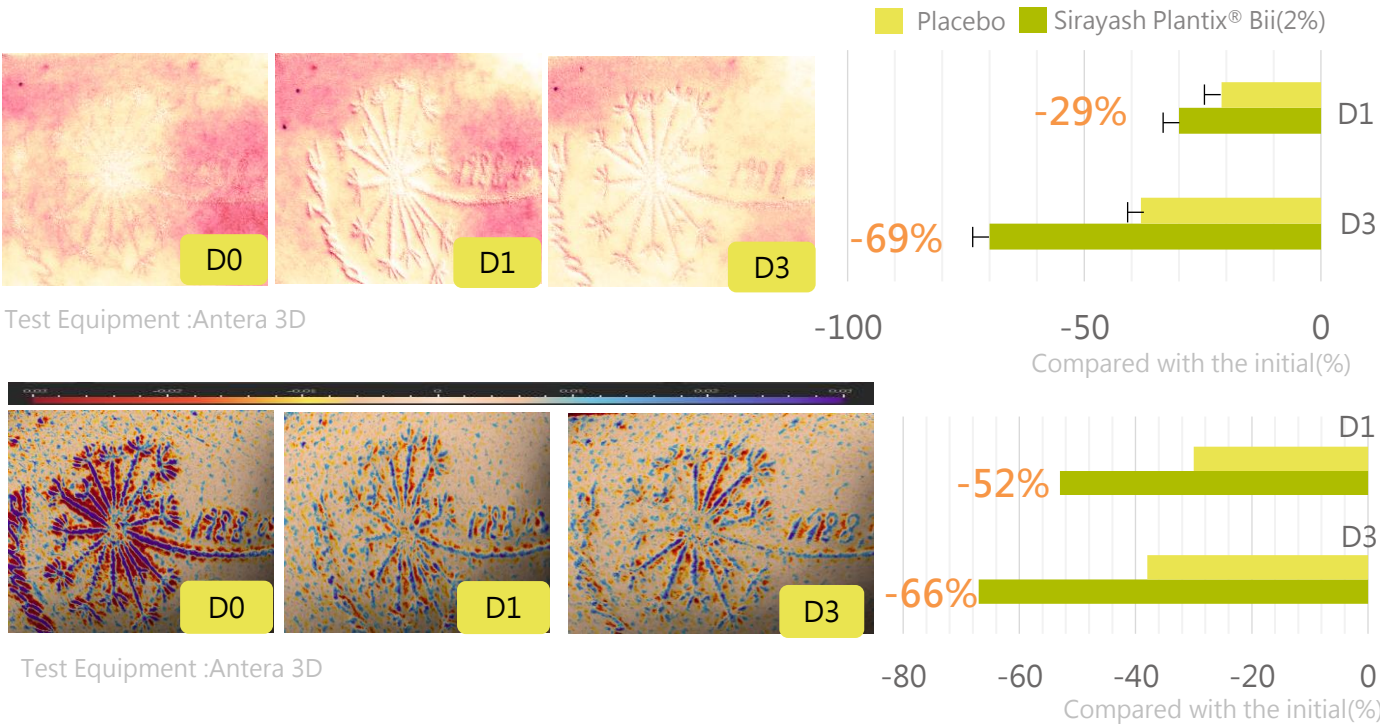 Placebo Sirayash Plantix® Bii(2%)
-29%
D1
-69%
D3
D0
D1
D3
-100 -50 0
Test Equipment :Antera 3D
Compared with the initial(%)
D1
-52%
D3
-66%
D0
D1
D3
-80 -60 -40 -20 0
Test Equipment :Antera 3D
Compared with the initial(%)